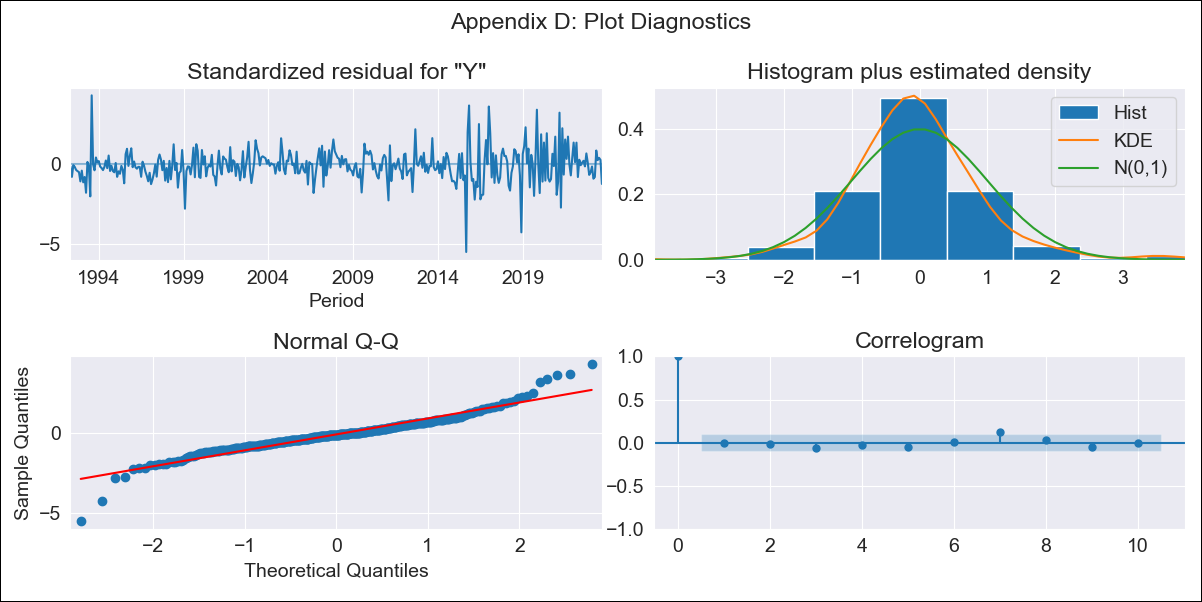 Appendix D: Plot Diagnostics
Standardized residual for "Y"
0
−5
1994 1999 2004 2009 2014 2019
Period
Histogram plus estimated density
Hist
KDE
N(0,1)
0.4
0.2
0.0
−3 −2 −1 0 1 2 3
Normal Q-Q
Sample Quantiles
0
−5
−2 −1 0 1 2
Theoretical Quantiles
Correlogram
1.0
0.5
0.0
−0.5
−1.0
0 2 4 6 8 10